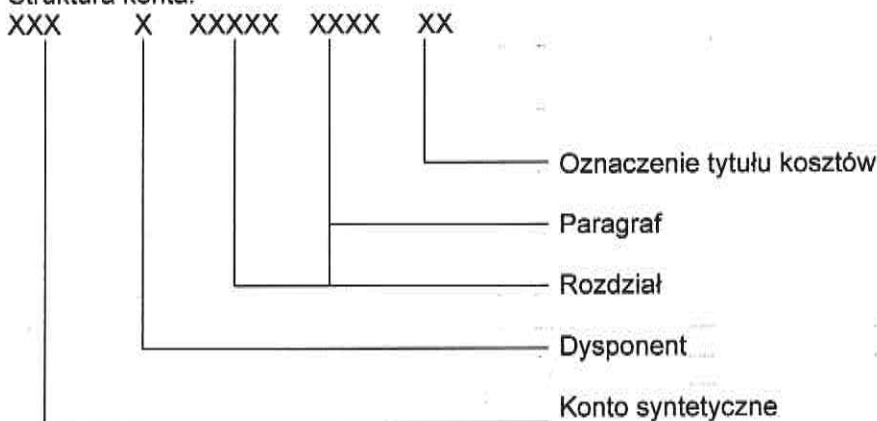 Struktura konta:
XXX X XXXXX XXXX XX
Oznaczenie tytułu kosztów
Paragraf
Rozdział
Dysponent
Konto syntetyczne